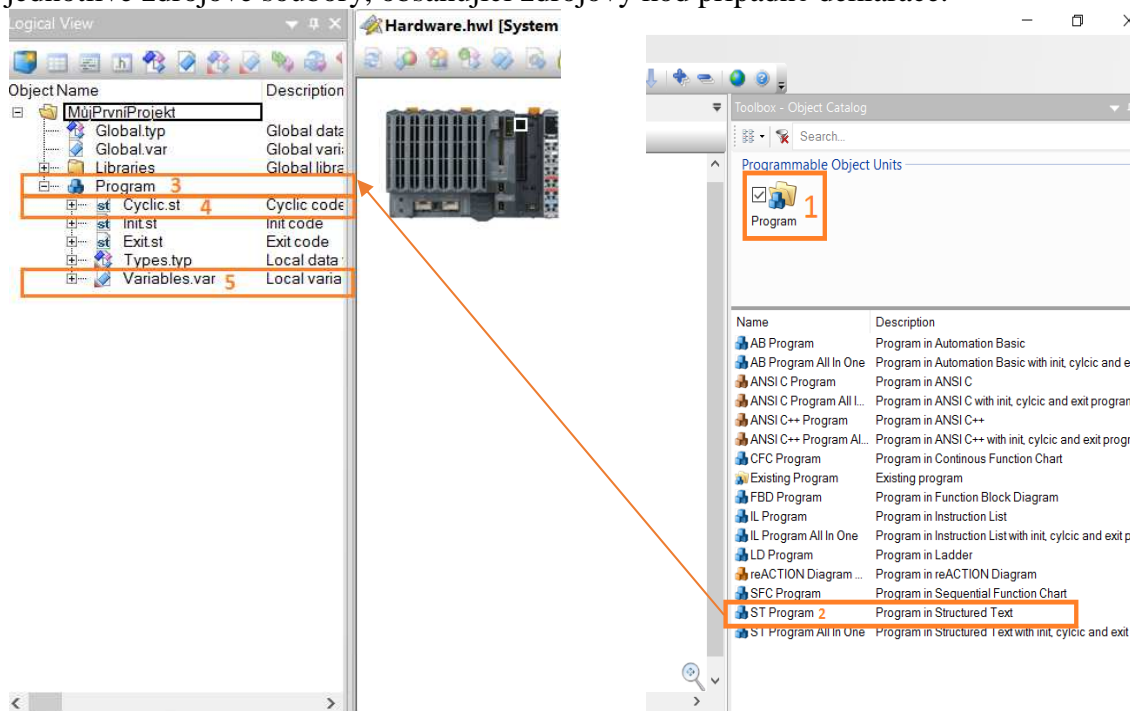 jednotlivé zdrojové soubory, obsahující zdrojový kód případně deklarace.
Logical View
Object Name Description
MůjPrvníProjekt
Global.typ Global data
Global.var Global vari
Libraries Global libra
Program 3
Cyclic.st 4 Cyclic code
Init.st Init code
Exit.st Exit code
Types.typ Local data
Variables.var 5 Local varia
Hardware.hwl [System
Toolbox - Object Catalog
Search...
Programmable Object Units
Program 1
Name Description
AB Program Program in Automation Basic
AB Program All In One Program in Automation Basic with init, cylcic and e
ANSI C Program Program in ANSI C
ANSI C Program All I... Program in ANSI C with init, cylcic and exit program
ANSI C++ Program Program in ANSI C++
ANSI C++ Program Al... Program in ANSI C++ with init, cylcic and exit progr
CFC Program Program in Continous Function Chart
Existing Program Existing program
FBD Program Program in Function Block Diagram
IL Program Program in Instruction List
IL Program All In One Program in Instruction List with init, cylcic and exit p
LD Program Program in Ladder
reACTION Diagram ... Program in reACTION Diagram
SFC Program Program in Sequential Function Chart
ST Program 2 Program in Structured Text
ST Program All In One Program in Structured Text with init, cylcic and exit